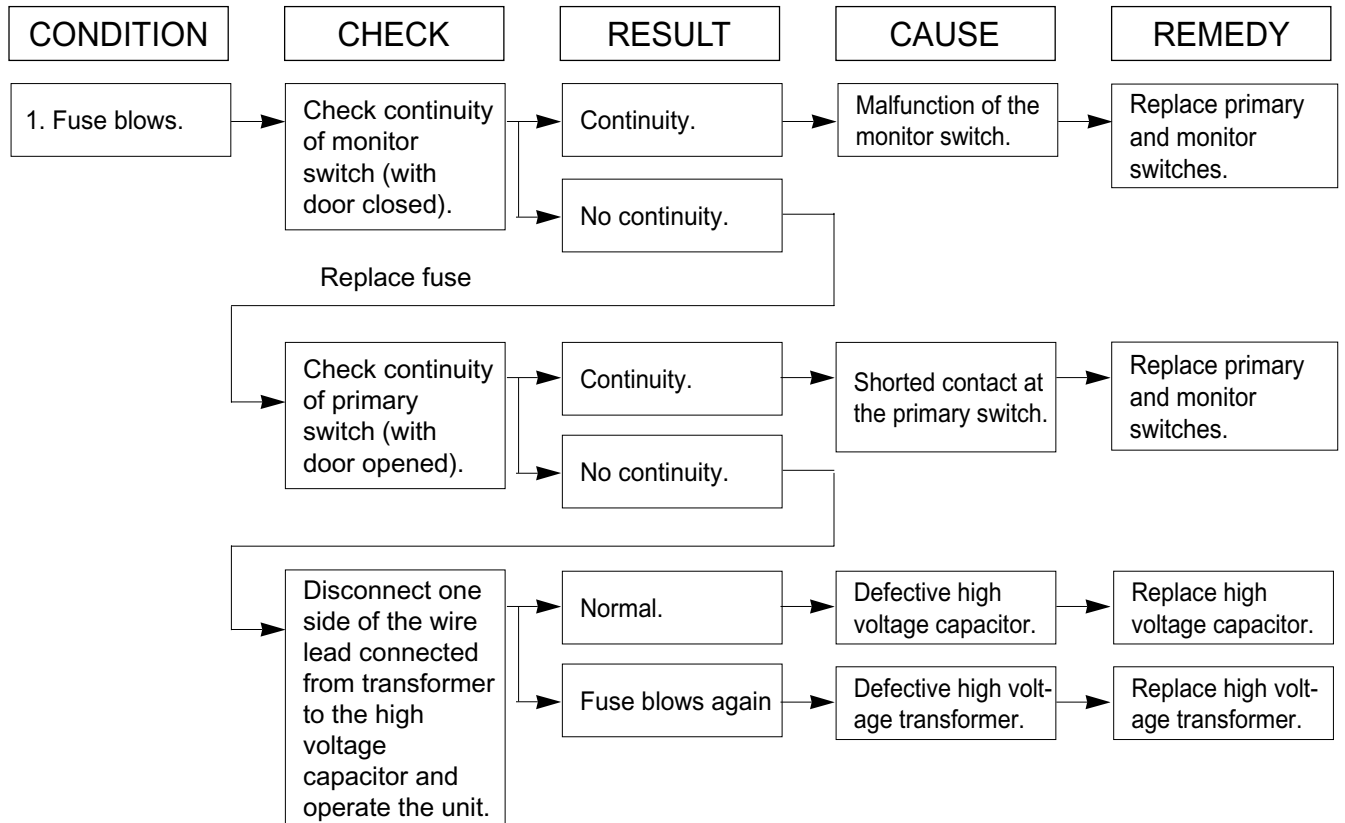 CONDITION
CHECK
RESULT
CAUSE
REMEDY
1. Fuse blows.
Check continuity
of monitor
switch (with
door closed).
Continuity.
Malfunction of the
monitor switch.
Replace primary
and monitor
switches.
No continuity.
Replace fuse
Check continuity
of primary
switch (with
door opened).
Continuity.
Shorted contact at
the primary switch.
Replace primary
and monitor
switches.
No continuity.
Disconnect one
side of the wire
lead connected
from transformer
to the high
voltage
capacitor and
operate the unit.
Normal.
Defective high
voltage capacitor.
Replace high
voltage capacitor.
Fuse blows again
Defective high volt-
age transformer.
Replace high volt-
age transformer.